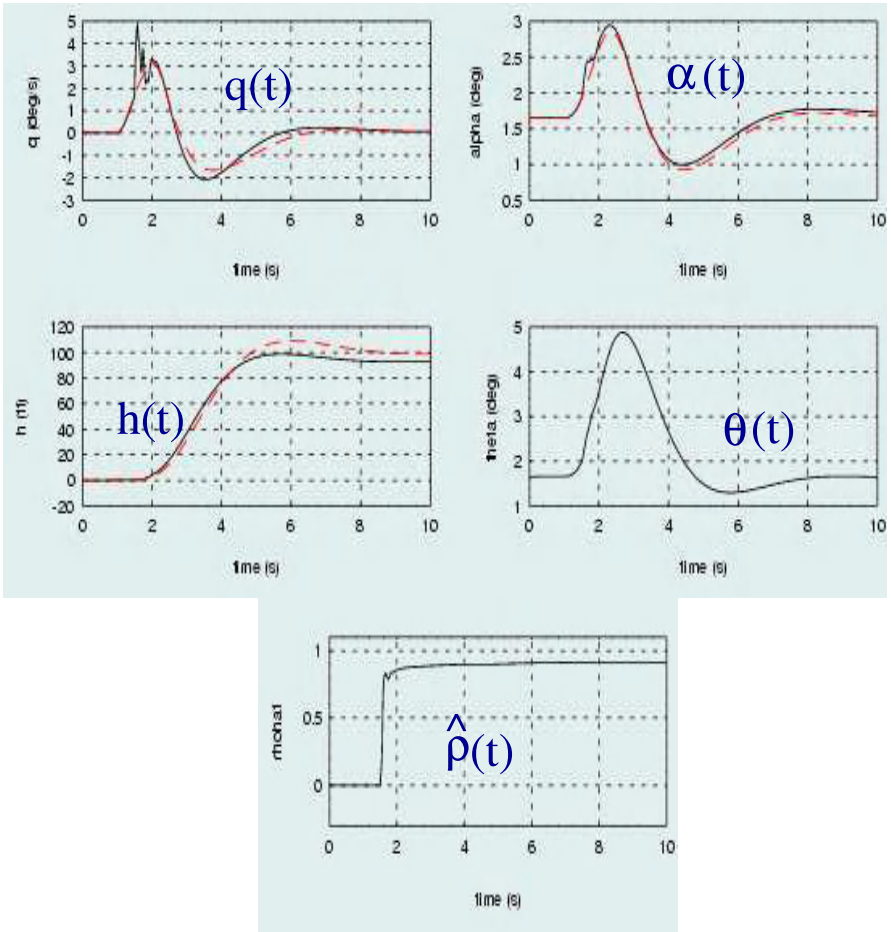 5
4
3
2
1
0
-1
-2
-3
q (deg/s)
q(t)
0 2 4 6 8 10
time (s)
3
2.5
2
1.5
1
0.5
alpha (deg)
α(t)
0 2 4 6 8 10
time (s)
120
100
80
60
40
20
0
-20
h (ft)
h(t)
0 2 4 6 8 10
time (s)
5
4
3
2
1
theta (deg)
θ(t)
0 2 4 6 8 10
time (s)
1
0.5
0
rhohat
ρ̂(t)
0 2 4 6 8 10
time (s)